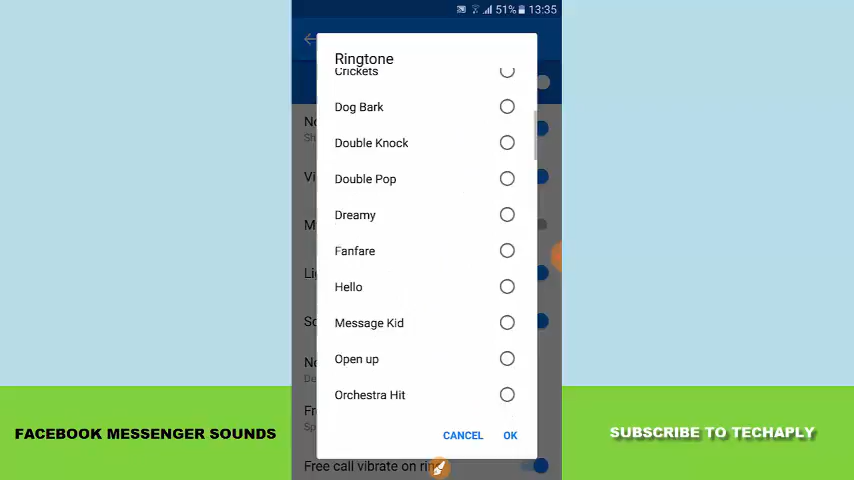 51% 13:35
Ringtone
Crickets
Dog Bark
Double Knock
Double Pop
Dreamy
Fanfare
Hello
Message Kid
Open up
Orchestra Hit
CANCEL OK
Free call vibrate on rin
FACEBOOK MESSENGER SOUNDS
SUBSCRIBE TO TECHAPLY